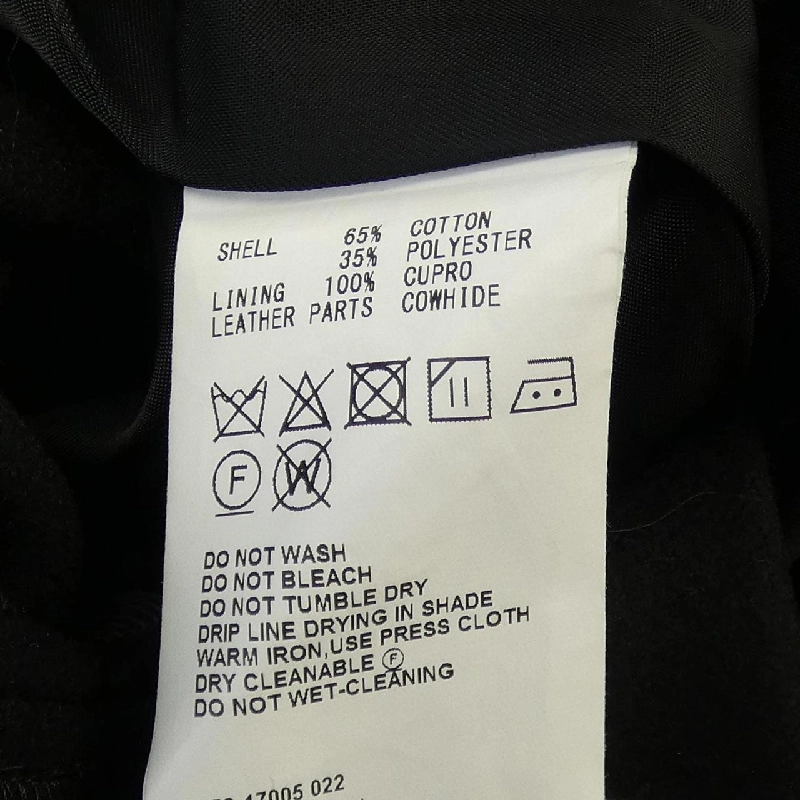 SHELL 65% COTTON
35% POLYESTER
LINING 100% CUPRO
LEATHER PARTS COWHIDE
F W
DO NOT WASH
DO NOT BLEACH
DO NOT TUMBLE DRY
DRIP LINE DRYING IN SHADE
WARM IRON,USE PRESS CLOTH
DRY CLEANABLE Ⓕ
DO NOT WET-CLEANING
022